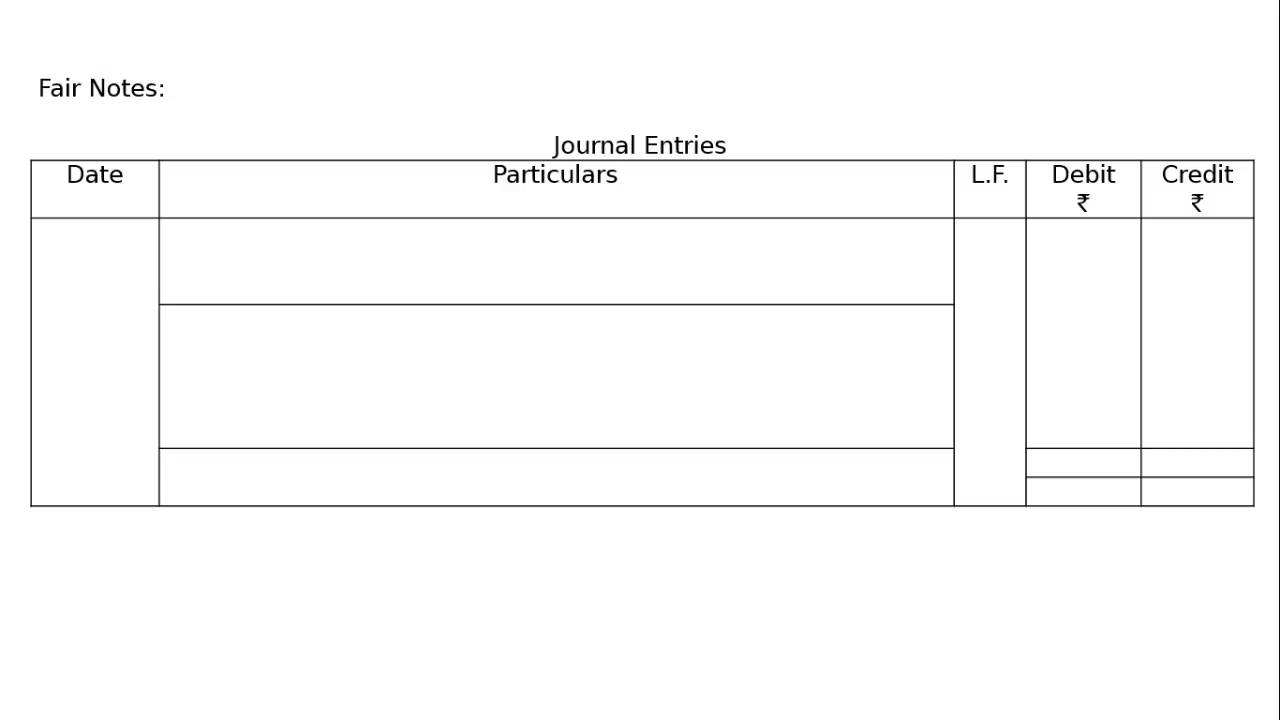 Fair Notes:
Journal Entries
Date Particulars L.F. Debit Credit
₹ ₹